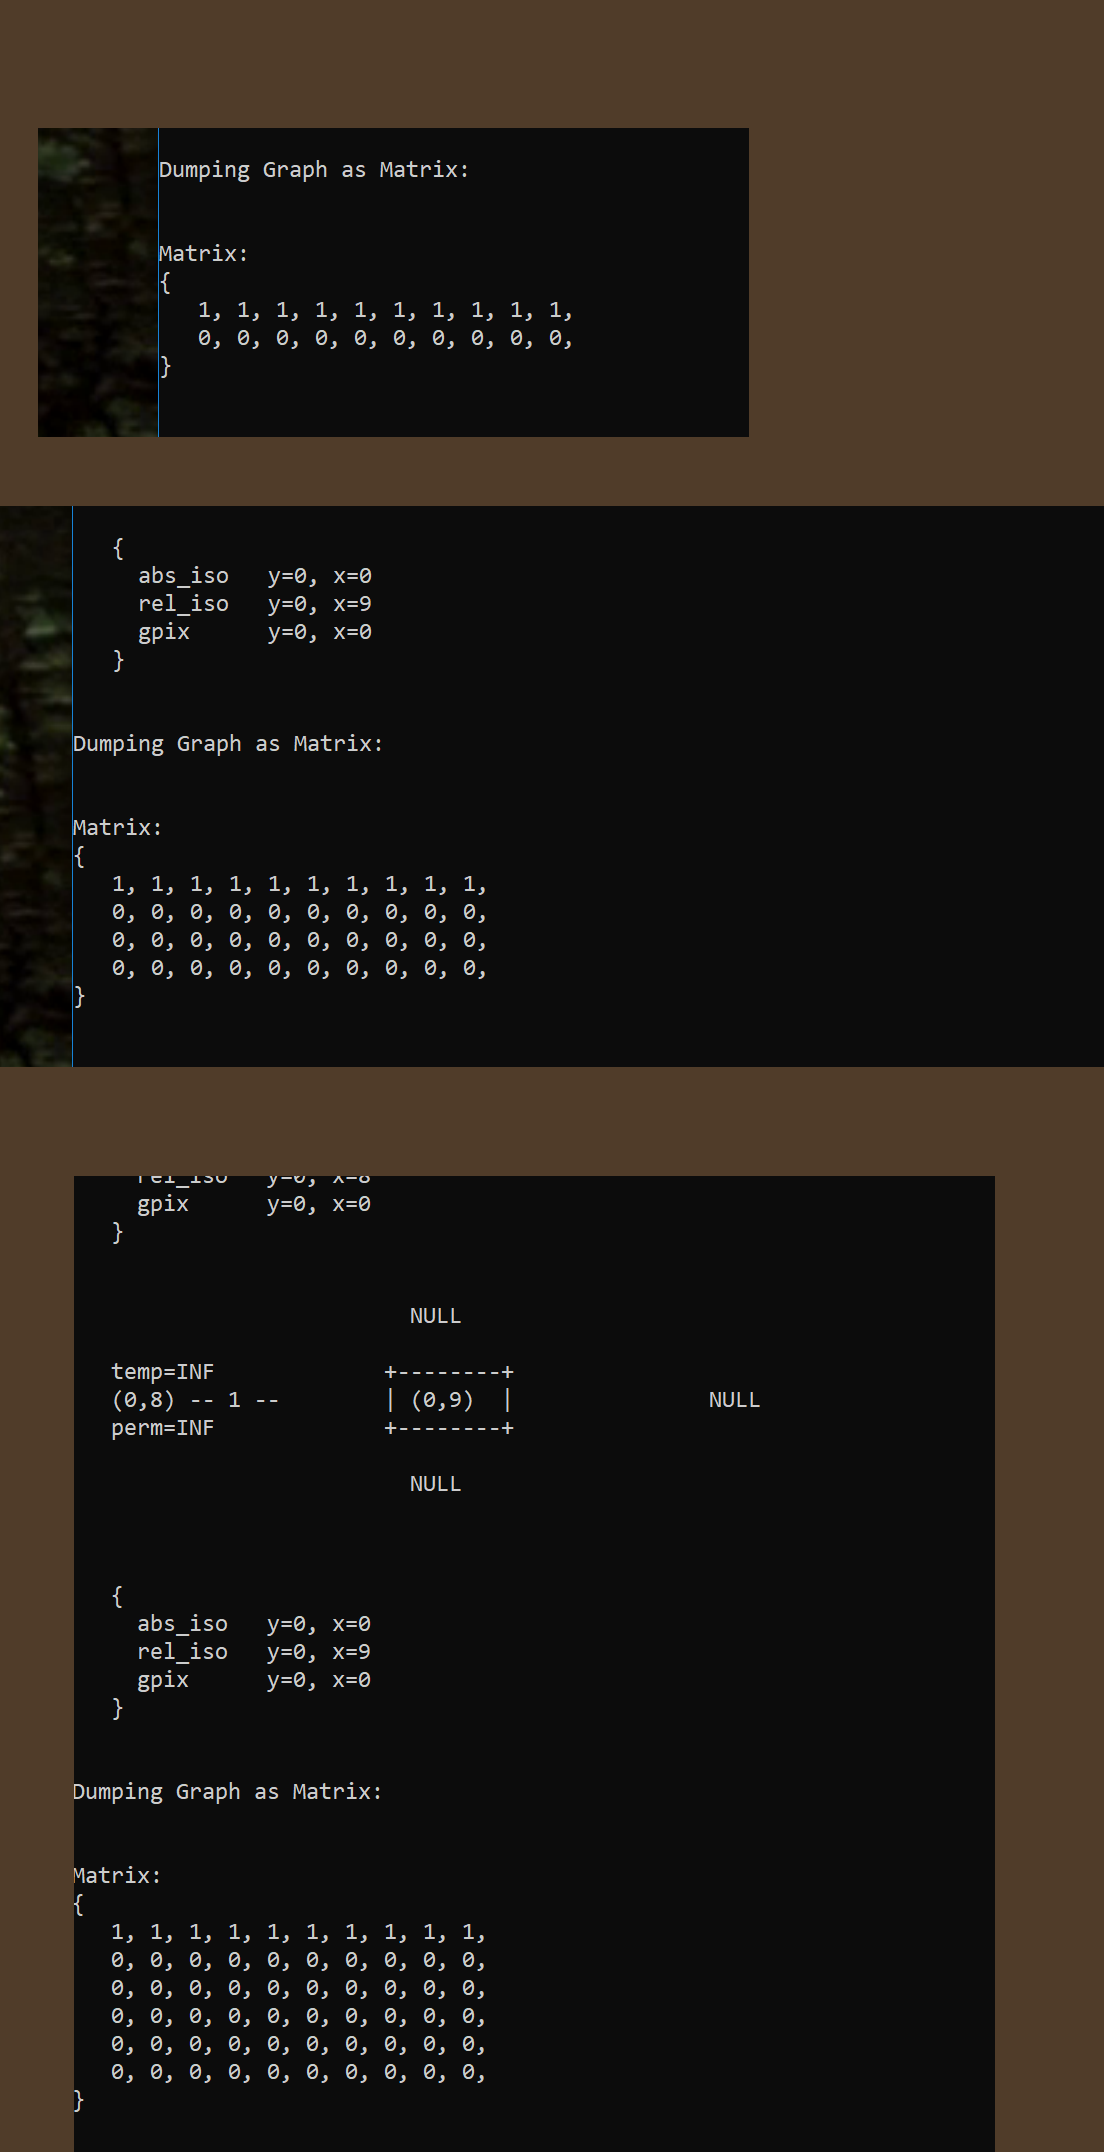 Dumping Graph as Matrix:
Matrix:
{
1, 1, 1, 1, 1, 1, 1, 1, 1, 1,
0, 0, 0, 0, 0, 0, 0, 0, 0, 0,
}
{
abs_iso   y=0, x=0
rel_iso   y=0, x=9
gpix      y=0, x=0
}
Dumping Graph as Matrix:
Matrix:
{
1, 1, 1, 1, 1, 1, 1, 1, 1, 1,
0, 0, 0, 0, 0, 0, 0, 0, 0, 0,
0, 0, 0, 0, 0, 0, 0, 0, 0, 0,
0, 0, 0, 0, 0, 0, 0, 0, 0, 0,
}
rel_iso   y=0, x=8
gpix      y=0, x=0
}
NULL
temp=INF             +--------+
(0,8) -- 1 --        | (0,9)  |               NULL
perm=INF             +--------+
NULL
{
abs_iso   y=0, x=0
rel_iso   y=0, x=9
gpix      y=0, x=0
}
Dumping Graph as Matrix:
Matrix:
{
1, 1, 1, 1, 1, 1, 1, 1, 1, 1,
0, 0, 0, 0, 0, 0, 0, 0, 0, 0,
0, 0, 0, 0, 0, 0, 0, 0, 0, 0,
0, 0, 0, 0, 0, 0, 0, 0, 0, 0,
0, 0, 0, 0, 0, 0, 0, 0, 0, 0,
0, 0, 0, 0, 0, 0, 0, 0, 0, 0,
}